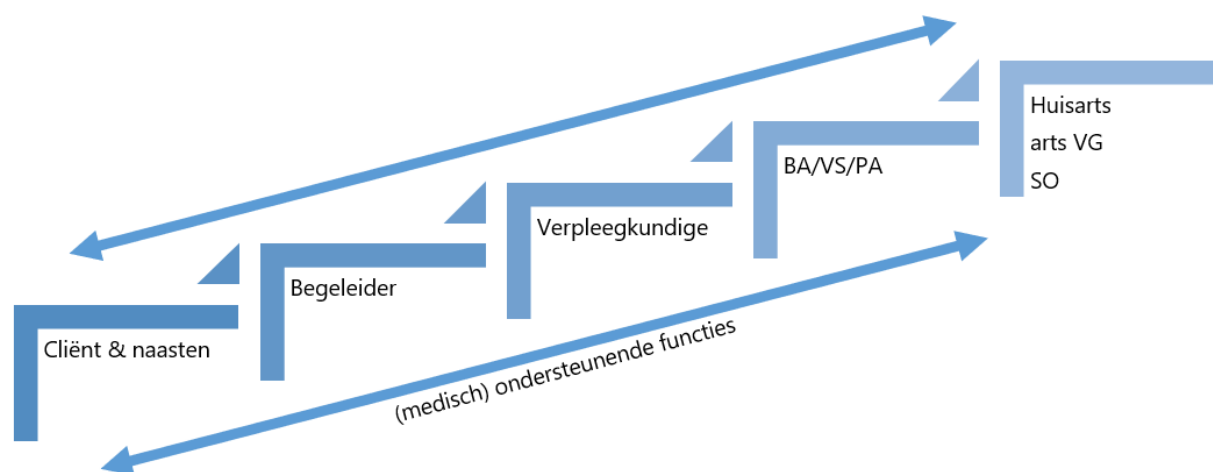 Cliënt & naasten
Begeleider
Verpleegkundige
BA/VS/PA
Huisarts
arts VG
SO
(medisch) ondersteunende functies